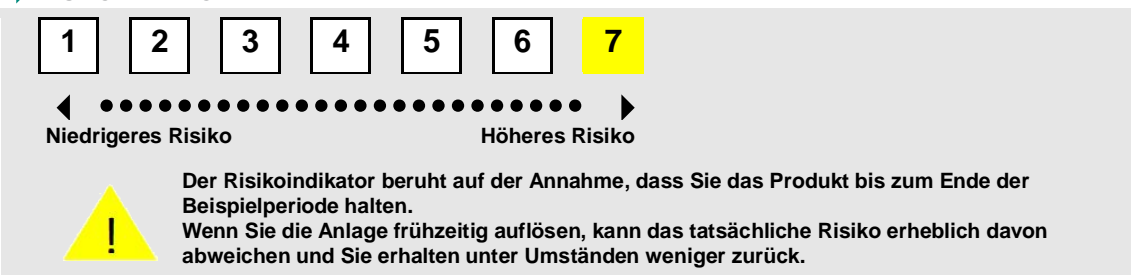 1 2 3 4 5 6 7
Niedrigeres Risiko Höheres Risiko
Der Risikoindikator beruht auf der Annahme, dass Sie das Produkt bis zum Ende der
Beispielperiode halten.
Wenn Sie die Anlage frühzeitig auflösen, kann das tatsächliche Risiko erheblich davon
abweichen und Sie erhalten unter Umständen weniger zurück.
!